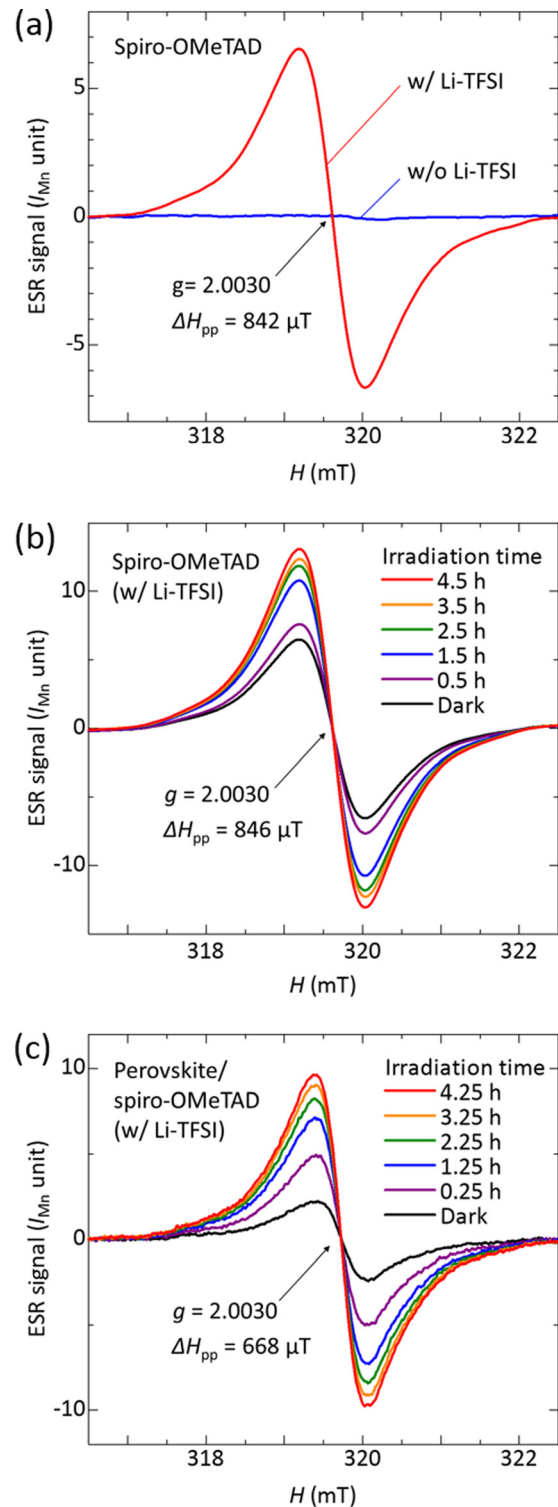 (a)
Spiro-OMeTAD
w/ Li-TFSI
w/o Li-TFSI
g= 2.0030
ΔHpp = 842 μT
ESR signal (IMn unit)
5
0
-5
318
320
322
H (mT)
(b)
Spiro-OMeTAD
(w/ Li-TFSI)
Irradiation time
4.5 h
3.5 h
2.5 h
1.5 h
0.5 h
Dark
g = 2.0030
ΔHpp = 846 μT
ESR signal (IMn unit)
10
0
-10
318
320
322
H (mT)
(c)
Perovskite/
spiro-OMeTAD
(w/ Li-TFSI)
Irradiation time
4.25 h
3.25 h
2.25 h
1.25 h
0.25 h
Dark
g = 2.0030
ΔHpp = 668 μT
ESR signal (IMn unit)
10
0
-10
318
320
322
H (mT)